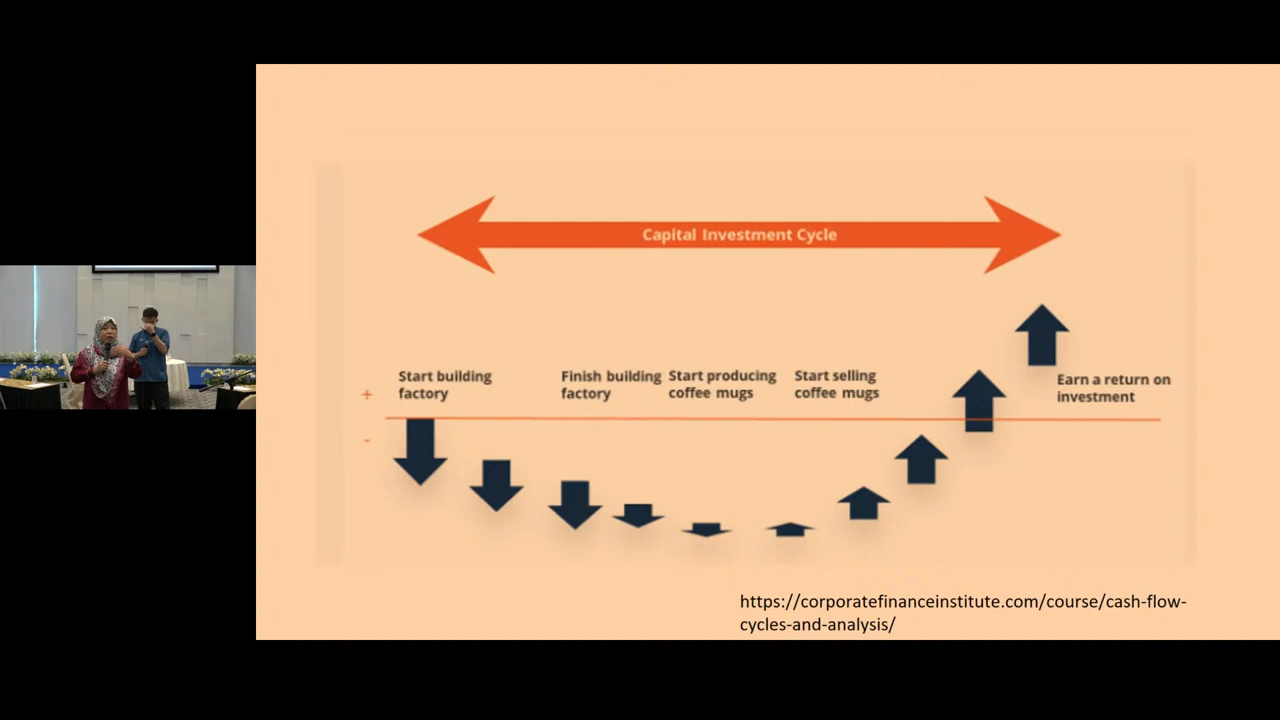 Capital Investment Cycle
Start building
factory
Finish building
factory
Start producing
coffee mugs
Start selling
coffee mugs
Earn a return on
investment
+
-
https://corporatefinanceinstitute.com/course/cash-flow-
cycles-and-analysis/